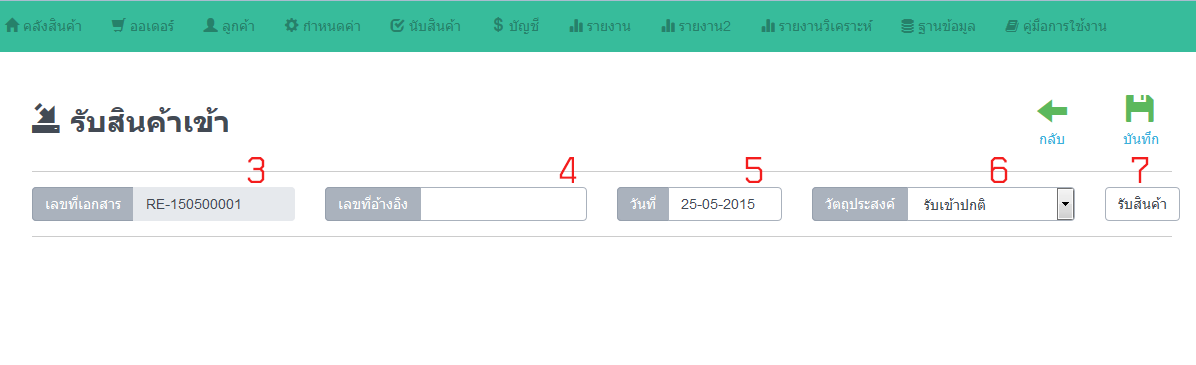 คลังสินค้า ออเดอร์ ลูกค้า กำหนดค่า นับสินค้า $ บัญชี รายงาน รายงาน2 รายงานวิเคราะห์ ฐานข้อมูล คู่มือการใช้งาน
รับสินค้าเข้า
กลับ บันทึก
3 4 5 6 7
เลขที่เอกสาร RE-150500001 เลขที่อ้างอิง วันที่ 25-05-2015 วัตถุประสงค์ รับเข้าปกติ รับสินค้า